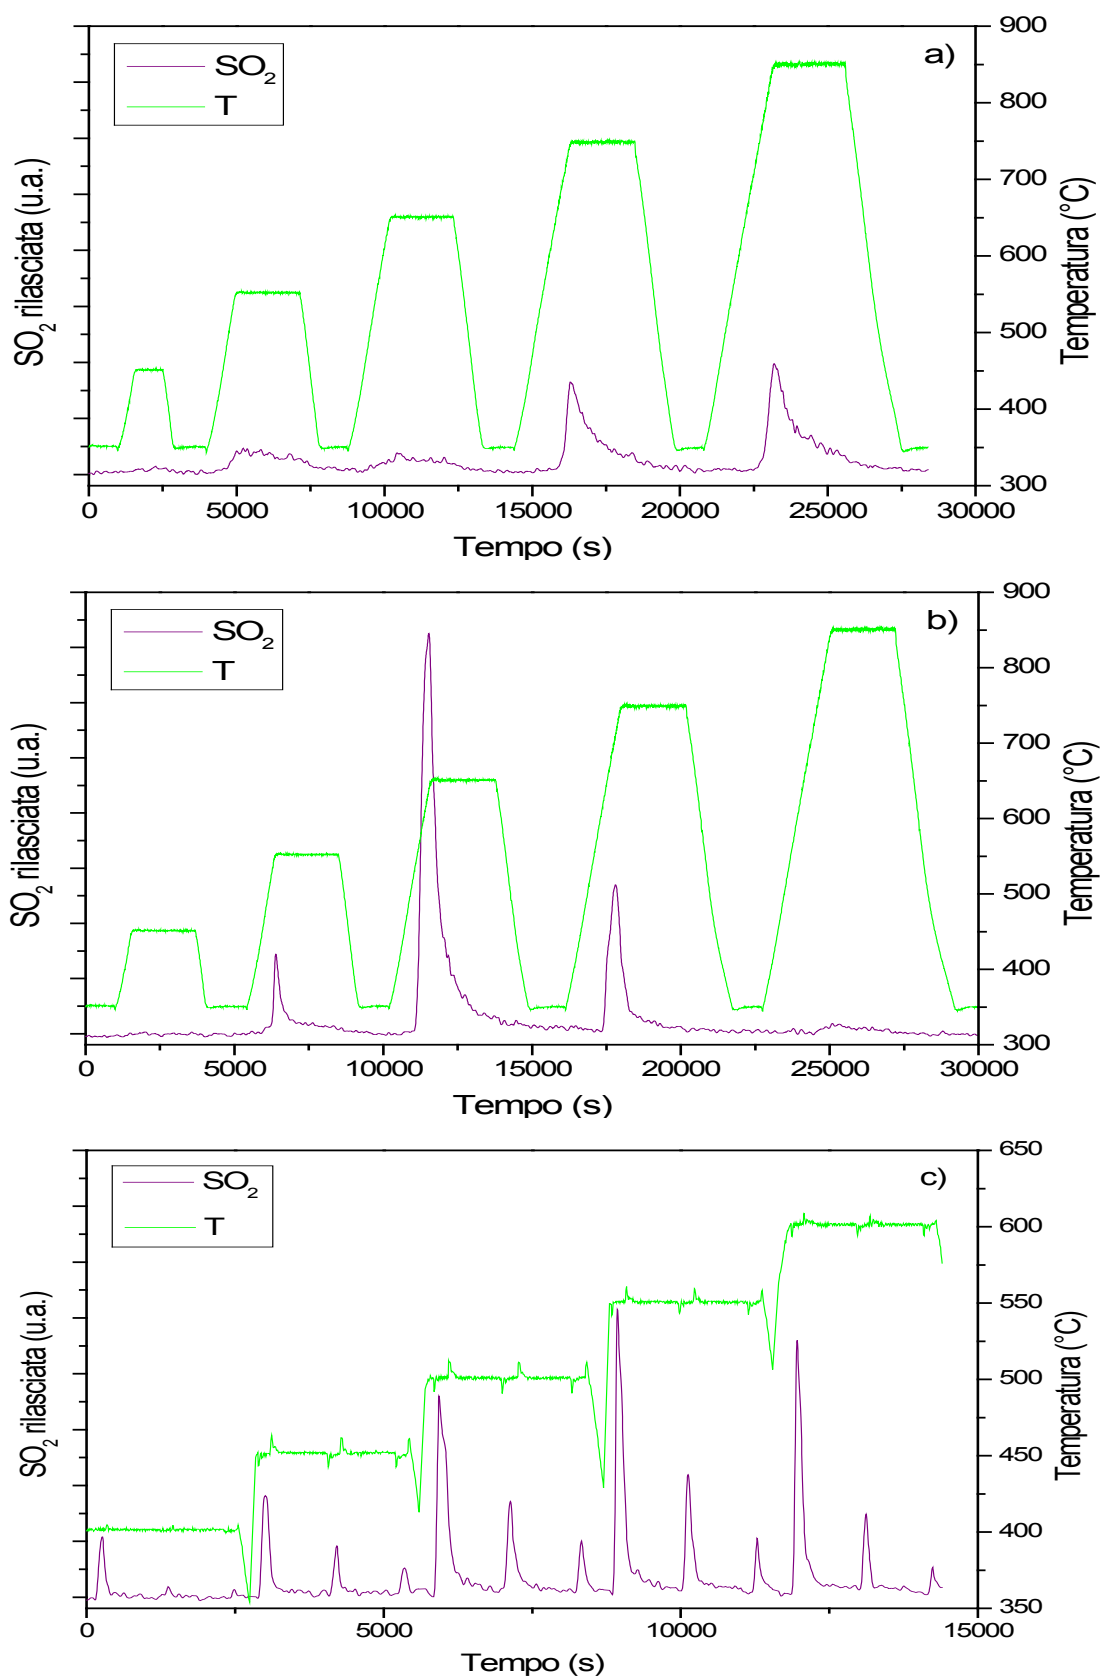 a)
SO2
T
SO2 rilasciata (u.a.)
Temperatura (°C)
900
800
700
600
500
400
300
0 5000 10000 15000 20000 25000 30000
Tempo (s)
b)
SO2
T
SO2 rilasciata (u.a.)
Temperatura (°C)
900
800
700
600
500
400
300
0 5000 10000 15000 20000 25000 30000
Tempo (s)
c)
SO2
T
SO2 rilasciata (u.a.)
Temperatura (°C)
650
600
550
500
450
400
350
0 5000 10000 15000
Tempo (s)